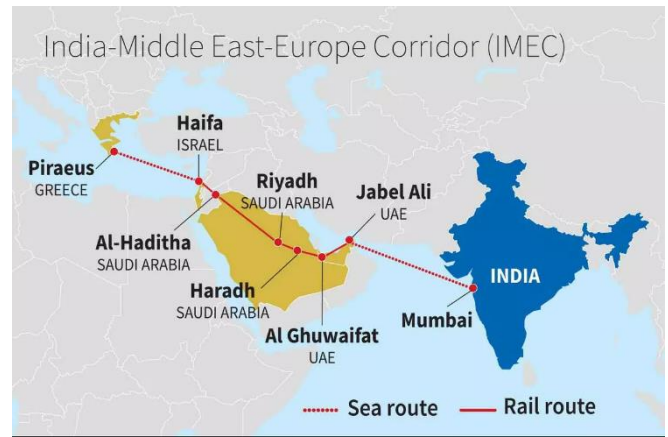 India-Middle East-Europe Corridor (IMEC)
Haifa
ISRAEL
Piraeus
GREECE
Riyadh
SAUDI ARABIA
Jabel Ali
UAE
Al-Haditha
SAUDI ARABIA
INDIA
Haradh
SAUDI ARABIA
Mumbai
Al Ghuwaifat
UAE
Sea route
Rail route